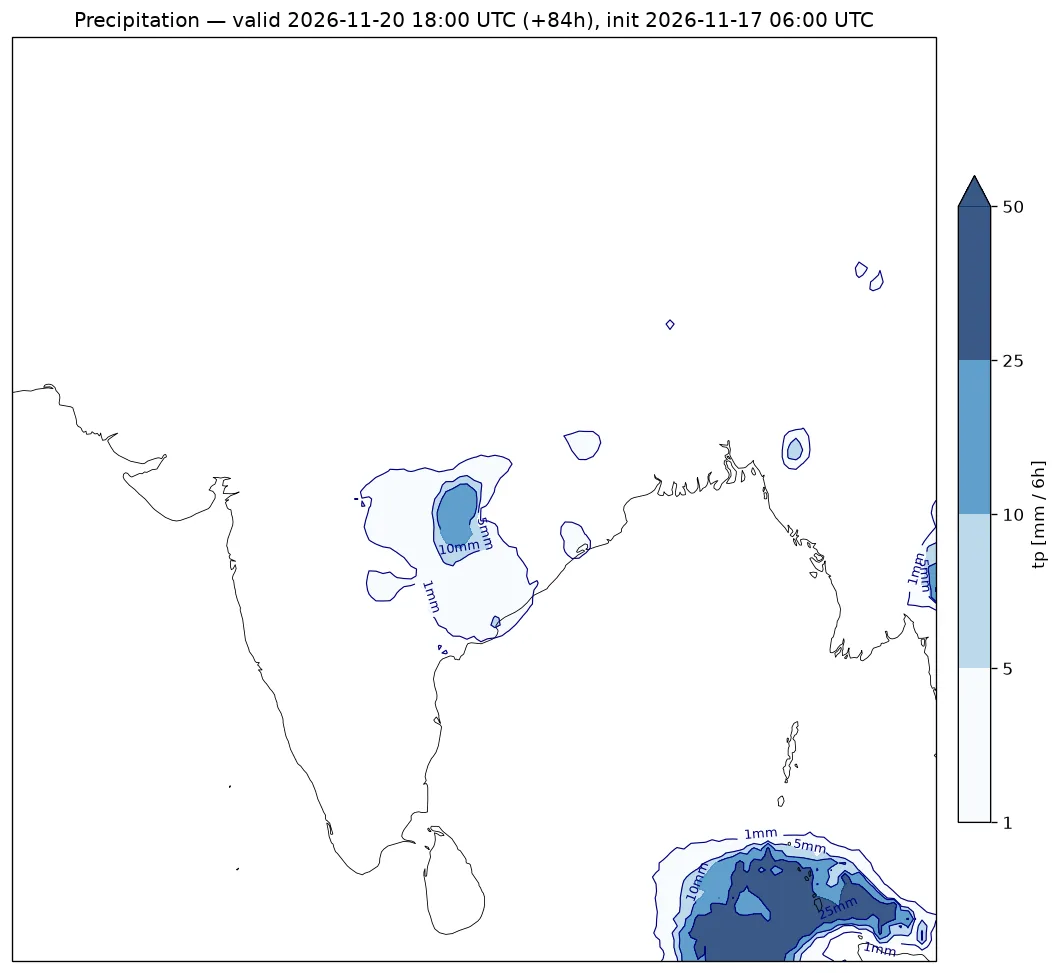 Precipitation — valid 2026-11-20 18:00 UTC (+84h), init 2026-11-17 06:00 UTC
50
25
10
5
1
tp [mm / 6h]
5mm
10mm
1mm
1mm
5mm
1mm
5mm
10mm
25mm
1mm